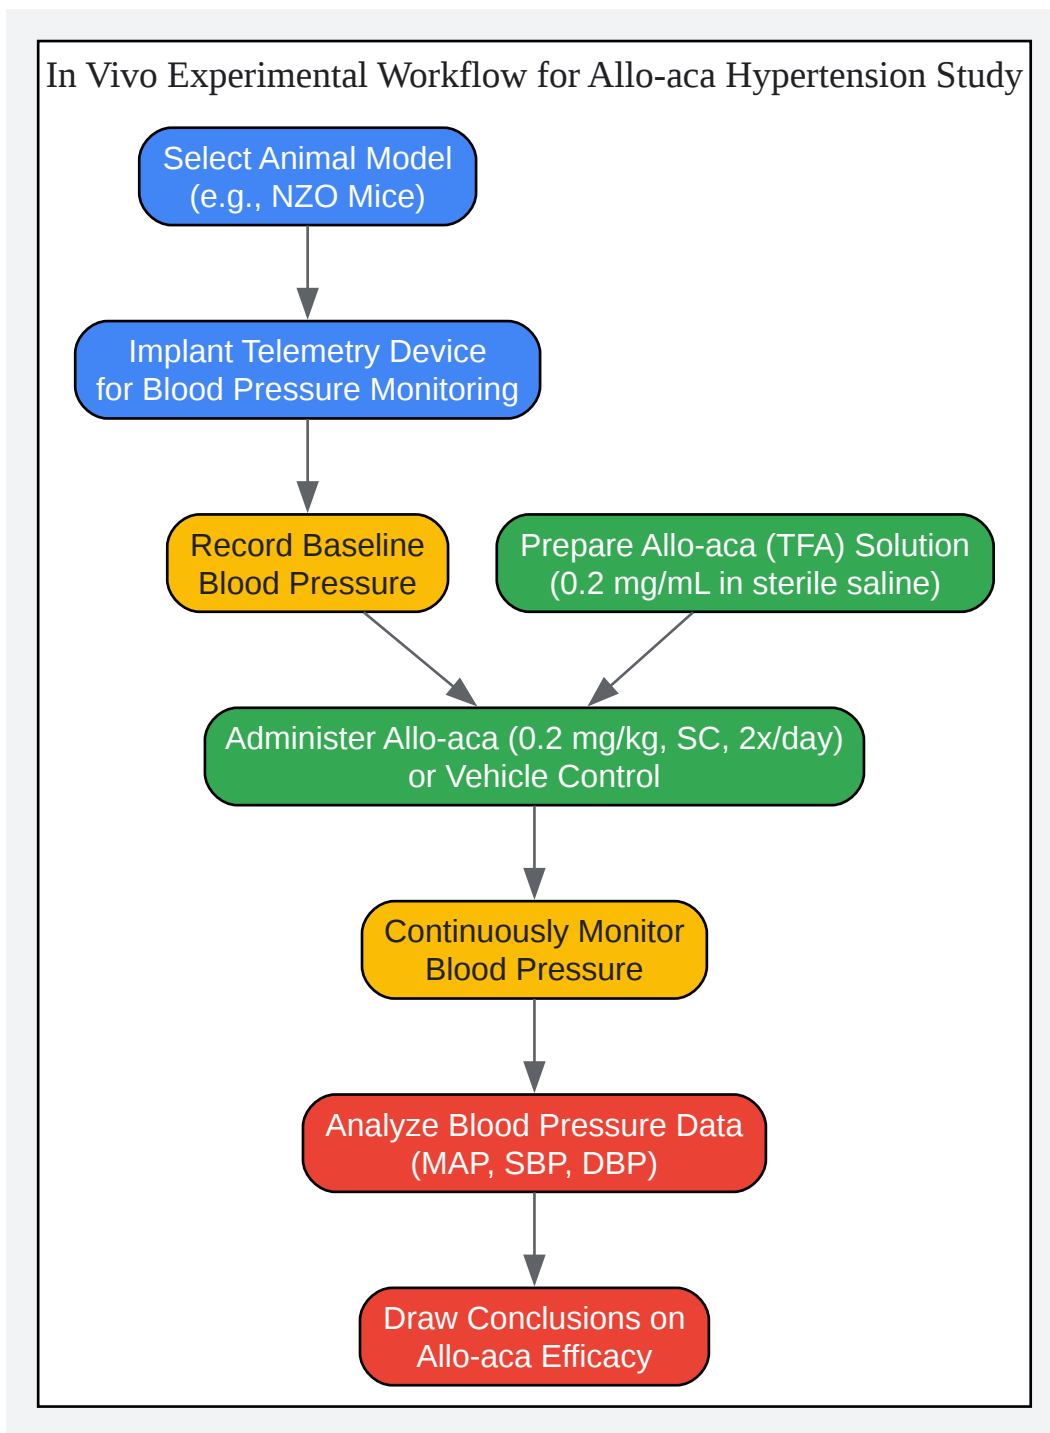 In Vivo Experimental Workflow for Allo-aca Hypertension Study
Select Animal Model
(e.g., NZO Mice)
Implant Telemetry Device
for Blood Pressure Monitoring
Record Baseline
Blood Pressure
Prepare Allo-aca (TFA) Solution
(0.2 mg/mL in sterile saline)
Administer Allo-aca (0.2 mg/kg, SC, 2x/day)
or Vehicle Control
Continuously Monitor
Blood Pressure
Analyze Blood Pressure Data
(MAP, SBP, DBP)
Draw Conclusions on
Allo-aca Efficacy